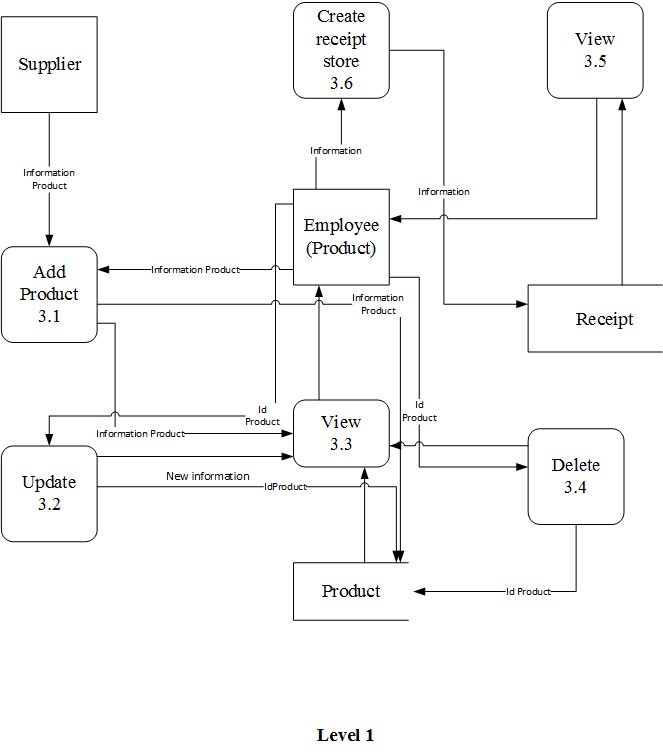 Supplier
Create
receipt
store
3.6
View
3.5
Information
Product
Information
Information
Employee
(Product)
Add
Product
3.1
Information Product
Information
Product
Receipt
Id
Product
Id
Product
View
3.3
Information Product
Update
3.2
New information
IdProduct
Delete
3.4
Product
Id Product
Level 1